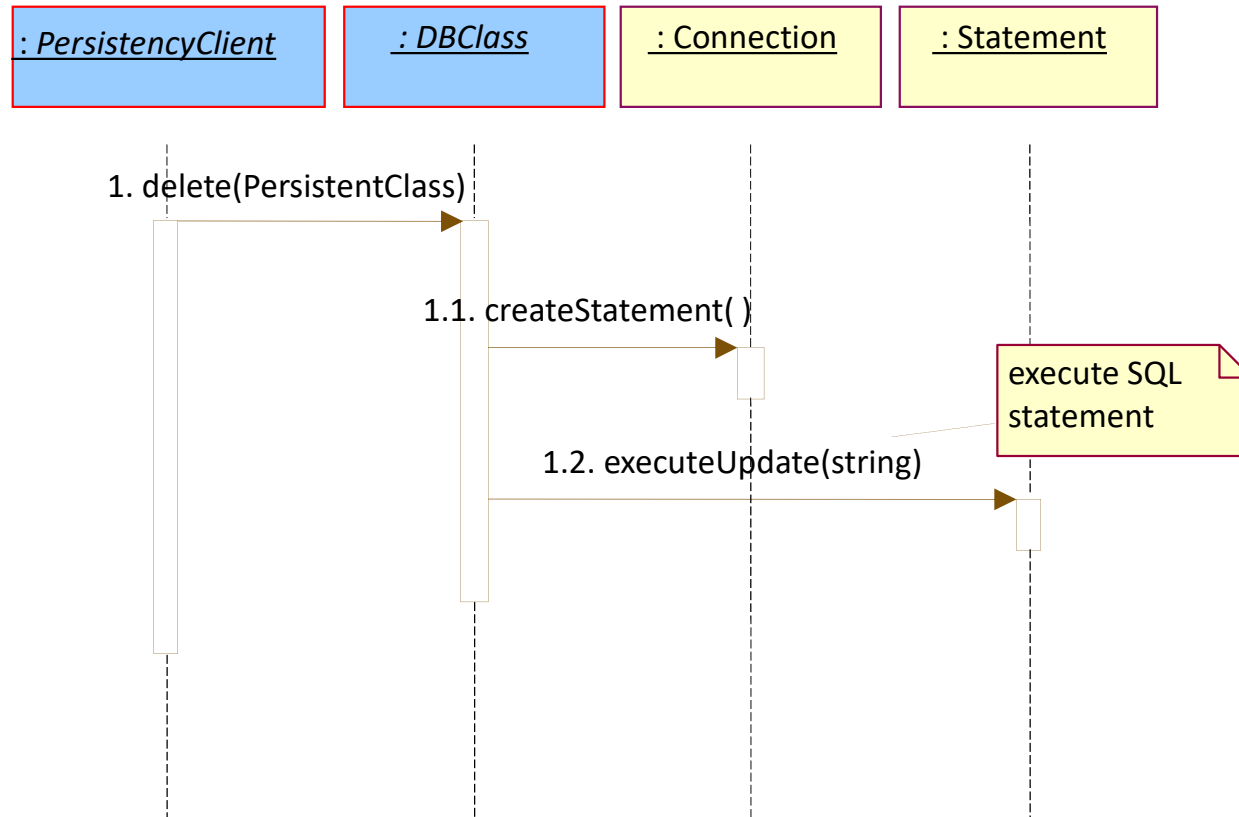 : PersistencyClient
: DBClass
: Connection
: Statement
1. delete(PersistentClass)
1.1. createStatement( )
execute SQL
statement
1.2. executeUpdate(string)